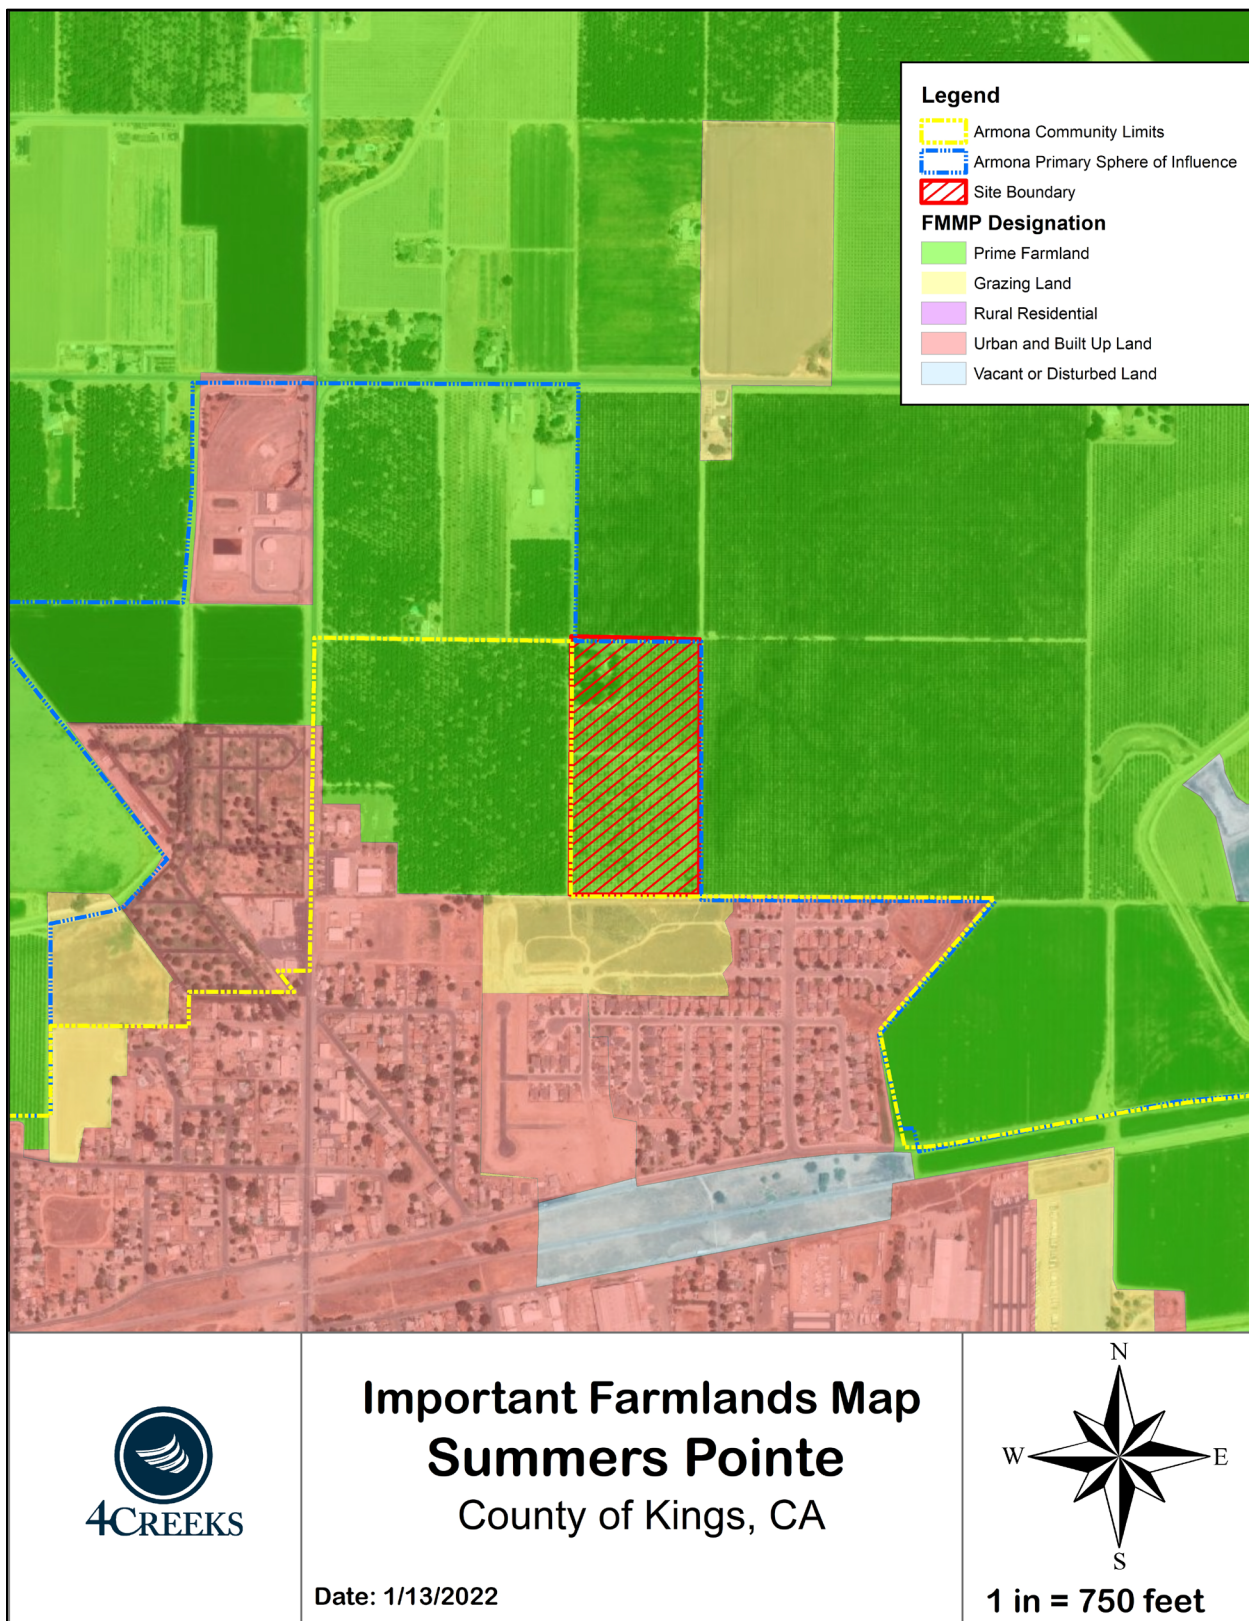 Legend
Armona Community Limits
Armona Primary Sphere of Influence
Site Boundary
FMMP Designation
Prime Farmland
Grazing Land
Rural Residential
Urban and Built Up Land
Vacant or Disturbed Land
4CREEKS
Important Farmlands Map
Summers Pointe
County of Kings, CA
Date: 1/13/2022
N
W
E
S
1 in = 750 feet